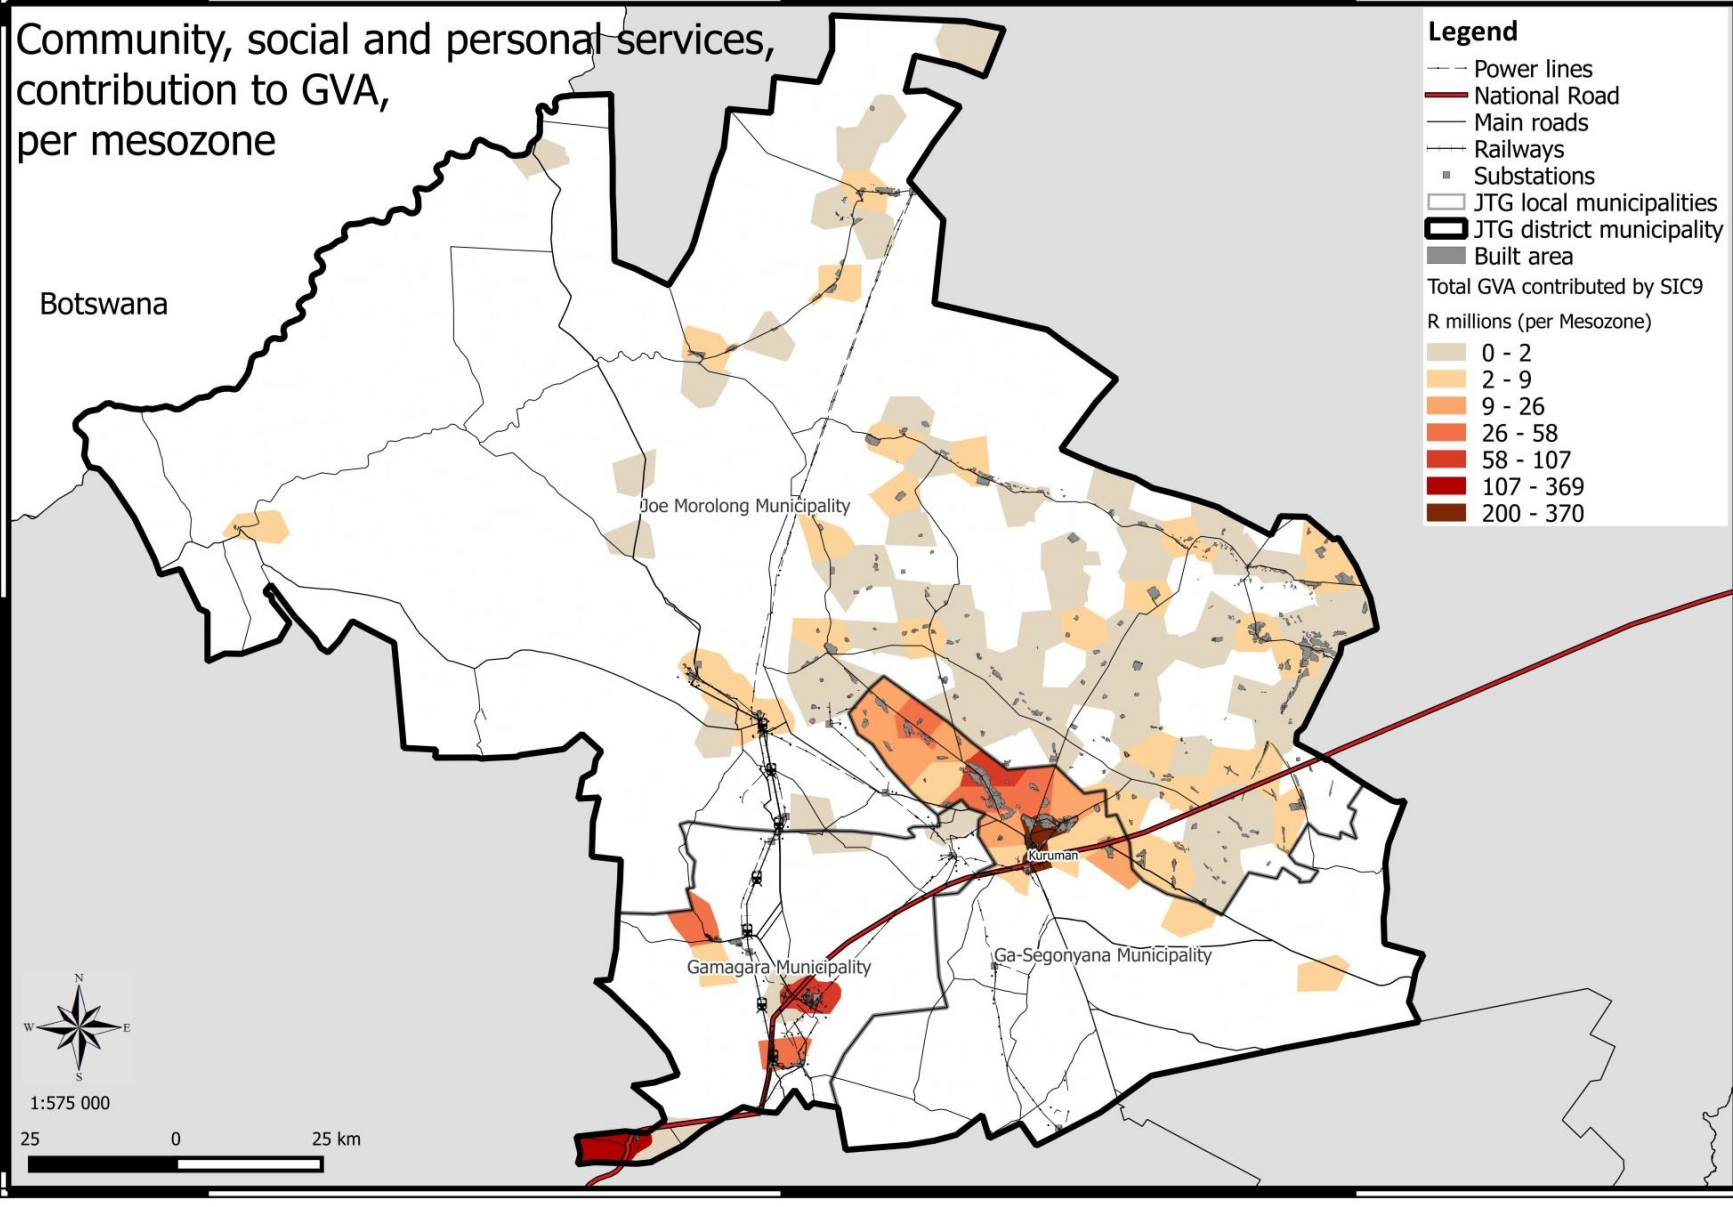 Community, social and personal services,
contribution to GVA,
per mesozone
Legend
Power lines
National Road
Main roads
Railways
Substations
JTG local municipalities
JTG district municipality
Built area
Total GVA contributed by SIC9
R millions (per Mesozone)
0 - 2
2 - 9
9 - 26
26 - 58
58 - 107
107 - 369
200 - 370
Botswana
Joe Morolong Municipality
Kuruman
Ga-Segonyana Municipality
Gamagara Municipality
N
W E
S
1:575 000
25 0 25 km